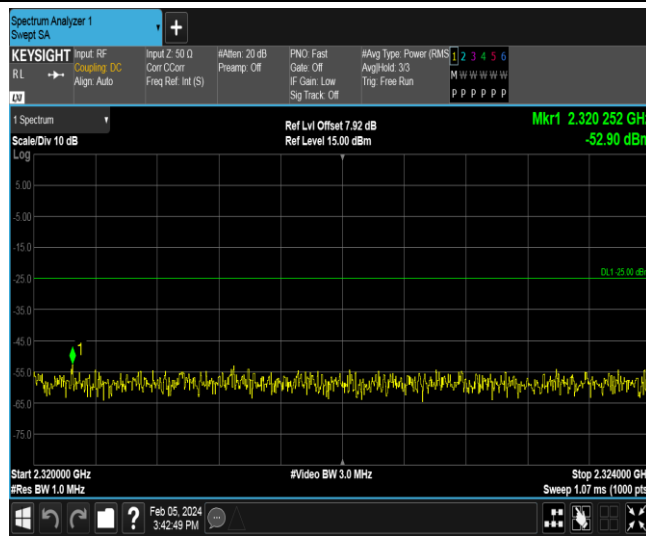 Spectrum Analyzer 1
Swept SA
+
KEYSIGHT
RL
LXI
Input: RF
Coupling: DC
Align: Auto
Input Z: 50 Ω
Corr CCorr
Freq Ref: Int (S)
#Atten: 20 dB
Preamp: Off
PNO: Fast
Gate: Off
IF Gain: Low
Sig Track: Off
#Avg Type: Power (RMS
Avg|Hold: 3/3
Trig: Free Run
1 2 3 4 5 6
M W W W W W
P P P P P P
1 Spectrum
Scale/Div 10 dB
Log
Ref Lvl Offset 7.92 dB
Ref Level 15.00 dBm
Mkr1 2.320 252 GHz
-52.90 dBm
5.00
-5.00
-15.0
-25.0
DL1 -25.00 dBm
-35.0
-45.0
1
-55.0
-65.0
-75.0
Start 2.320000 GHz
#Res BW 1.0 MHz
#Video BW 3.0 MHz
Stop 2.324000 GHz
Sweep 1.07 ms (1000 pts)
?
Feb 05, 2024
3:42:49 PM